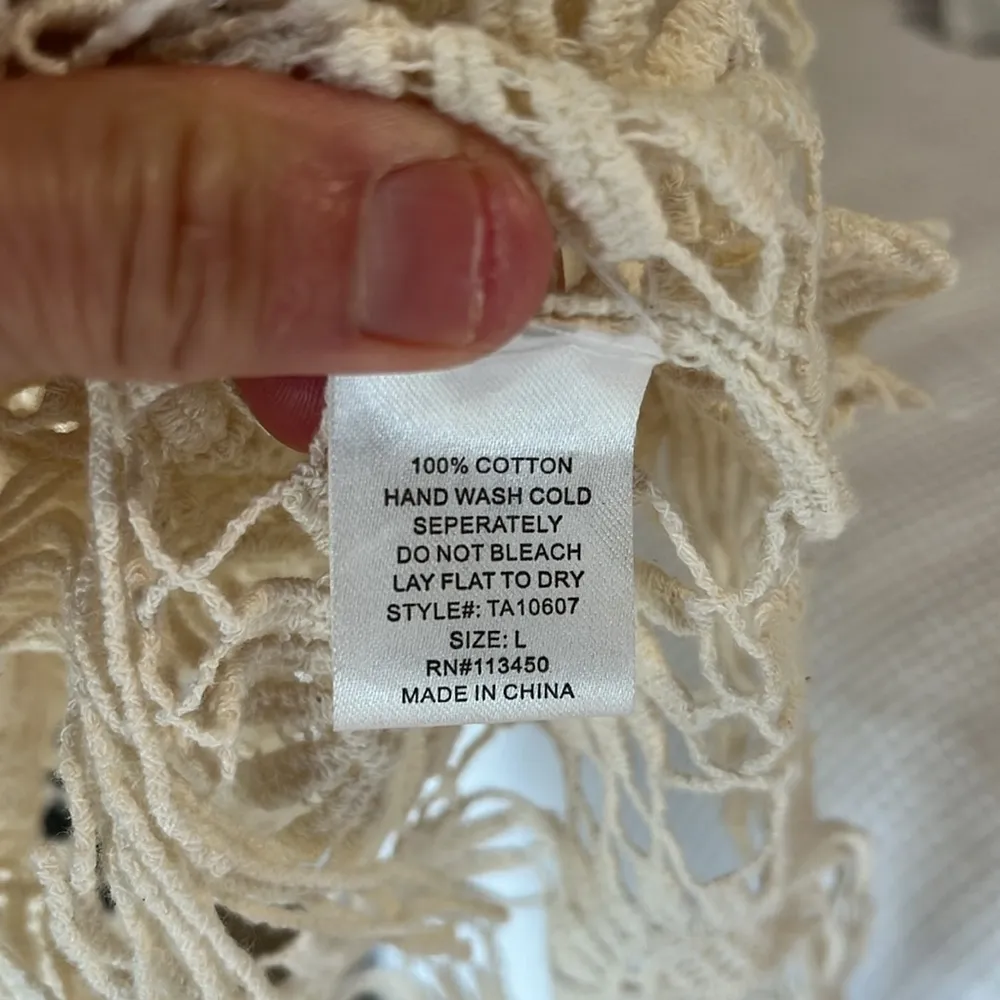 100% COTTON
HAND WASH COLD
SEPERATELY
DO NOT BLEACH
LAY FLAT TO DRY
STYLE#: TA10607
SIZE: L
RN#113450
MADE IN CHINA